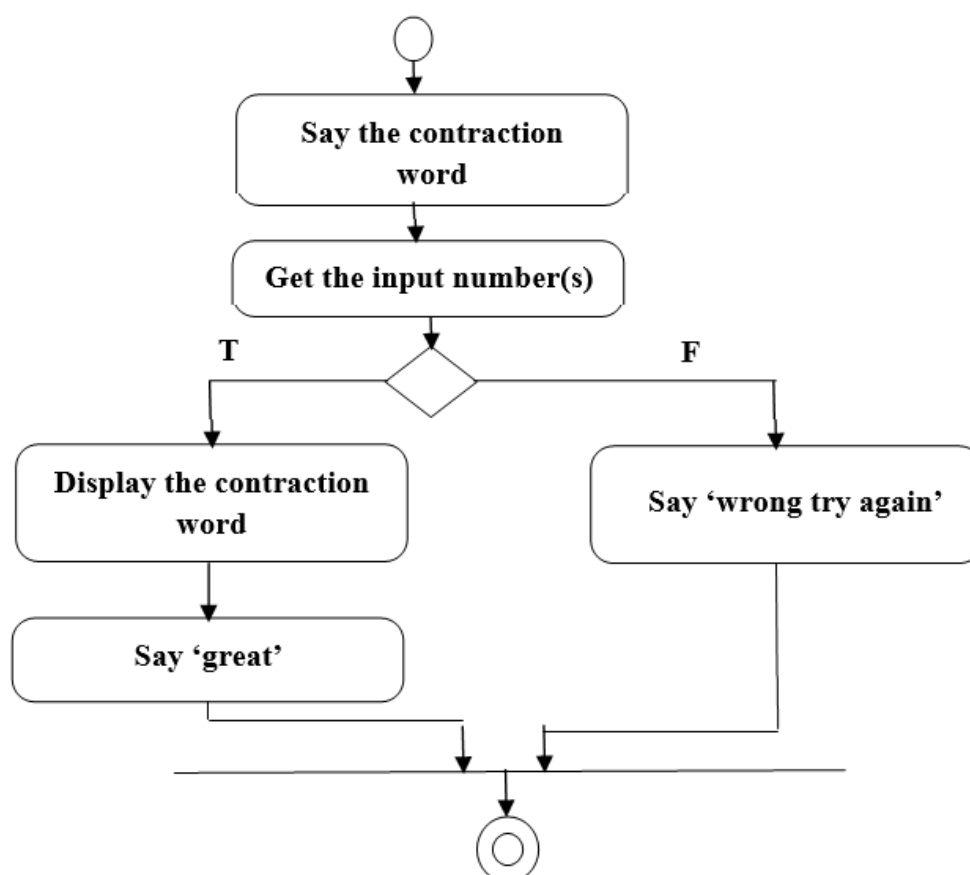 Say the contraction
word
Get the input number(s)
T
F
Display the contraction
word
Say ‘wrong try again’
Say ‘great’